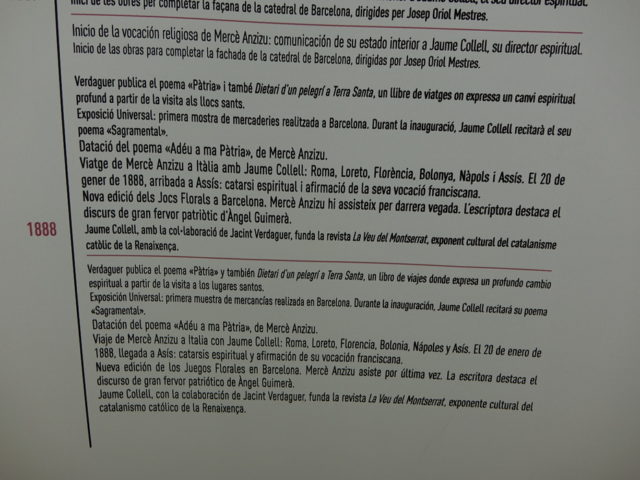 Inici de les obres per completar la façana de la catedral de Barcelona, dirigides per Josep Oriol Mestres.
Inicio de la vocación religiosa de Mercè Anzizu: comunicación de su estado interior a Jaume Collell, su director espiritual.
Inicio de las obras para completar la fachada de la catedral de Barcelona, dirigidas por Josep Oriol Mestres.
Verdaguer publica el poema «Pàtria» i també Dietari d'un pelegrí a Terra Santa, un llibre de viatges on expressa un canvi espiritual
profund a partir de la visita als llocs sants.
Exposició Universal: primera mostra de mercaderies realitzada a Barcelona. Durant la inauguració, Jaume Collell recitarà el seu
poema «Sagramental».
Datació del poema «Adéu a ma Pàtria», de Mercè Anzizu.
Viatge de Mercè Anzizu a Itàlia amb Jaume Collell: Roma, Loreto, Florència, Bolonya, Nàpols i Assís. El 20 de
gener de 1888, arribada a Assís: catarsi espiritual i afirmació de la seva vocació franciscana.
Nova edició dels Jocs Florals a Barcelona. Mercè Anzizu hi assisteix per darrera vegada. L'escriptora destaca el
discurs de gran fervor patriòtic d'Àngel Guimerà.
1888
Jaume Collell, amb la col·laboració de Jacint Verdaguer, funda la revista La Veu del Montserrat, exponent cultural del catalanisme
catòlic de la Renaixença.
Verdaguer publica el poema «Pàtria» y también Dietari d'un pelegrí a Terra Santa, un libro de viajes donde expresa un profundo cambio
espiritual a partir de la visita a los lugares santos.
Exposición Universal: primera muestra de mercancías realizada en Barcelona. Durante la inauguración, Jaume Collell recitará su poema
«Sagramental».
Datación del poema «Adéu a ma Pàtria», de Mercè Anzizu.
Viaje de Mercè Anzizu a Italia con Jaume Collell: Roma, Loreto, Florencia, Bolonia, Nápoles y Asís. El 20 de enero de
1888, llegada a Asís: catarsis espiritual y afirmación de su vocación franciscana.
Nueva edición de los Juegos Florales en Barcelona. Mercè Anzizu asiste por última vez. La escritora destaca el
discurso de gran fervor patriótico de Àngel Guimerà.
Jaume Collell, con la colaboración de Jacint Verdaguer, funda la revista La Veu del Montserrat, exponente cultural del
catalanismo católico de la Renaixença.